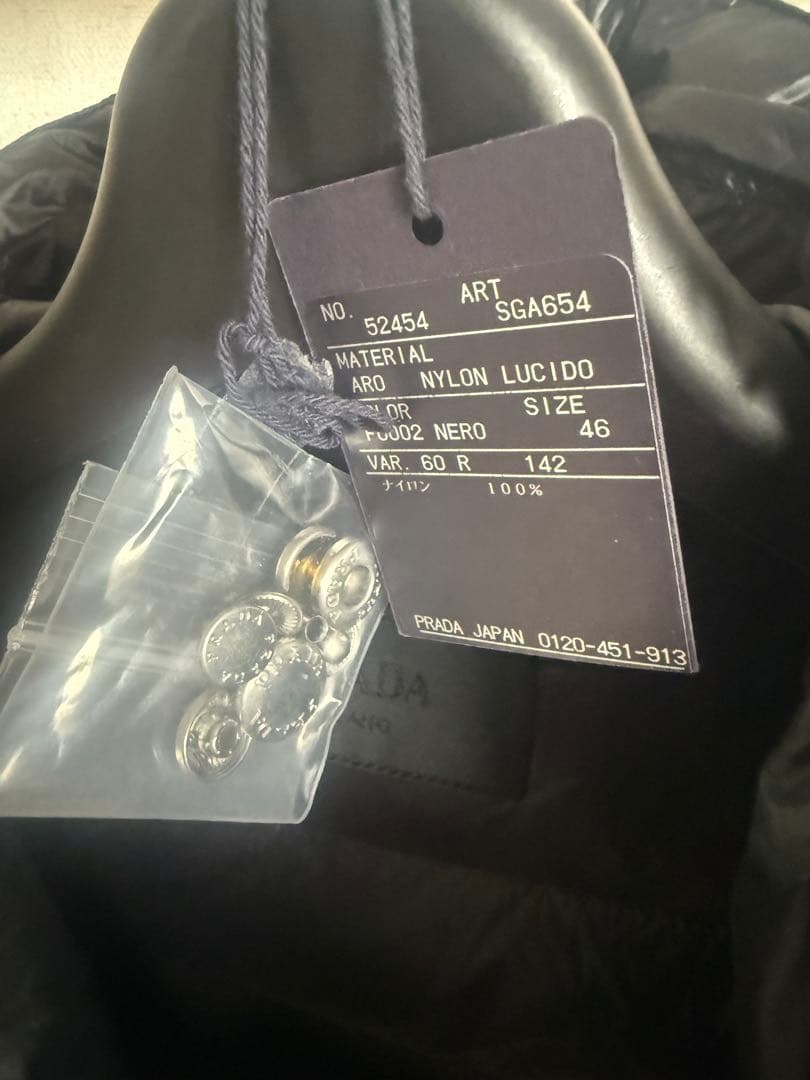 NO. ART
52454 SGA654
MATERIAL
ARO NYLON LUCIDO
SIZE
NERO 46
VAR. 60 R 142
ナイロン 100%
PRADA JAPAN 0120-451-913
PRADA